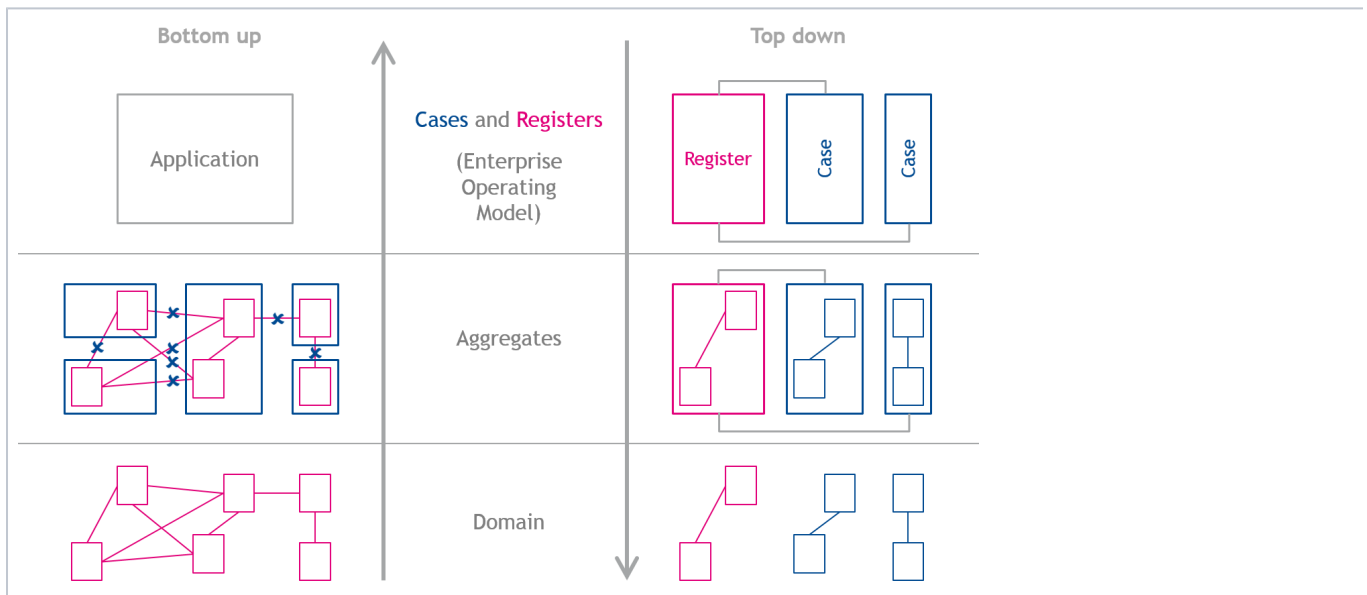 Bottom up
Top down
Application
Cases and Registers
(Enterprise
Operating
Model)
Register
Case
Case
Aggregates
Domain